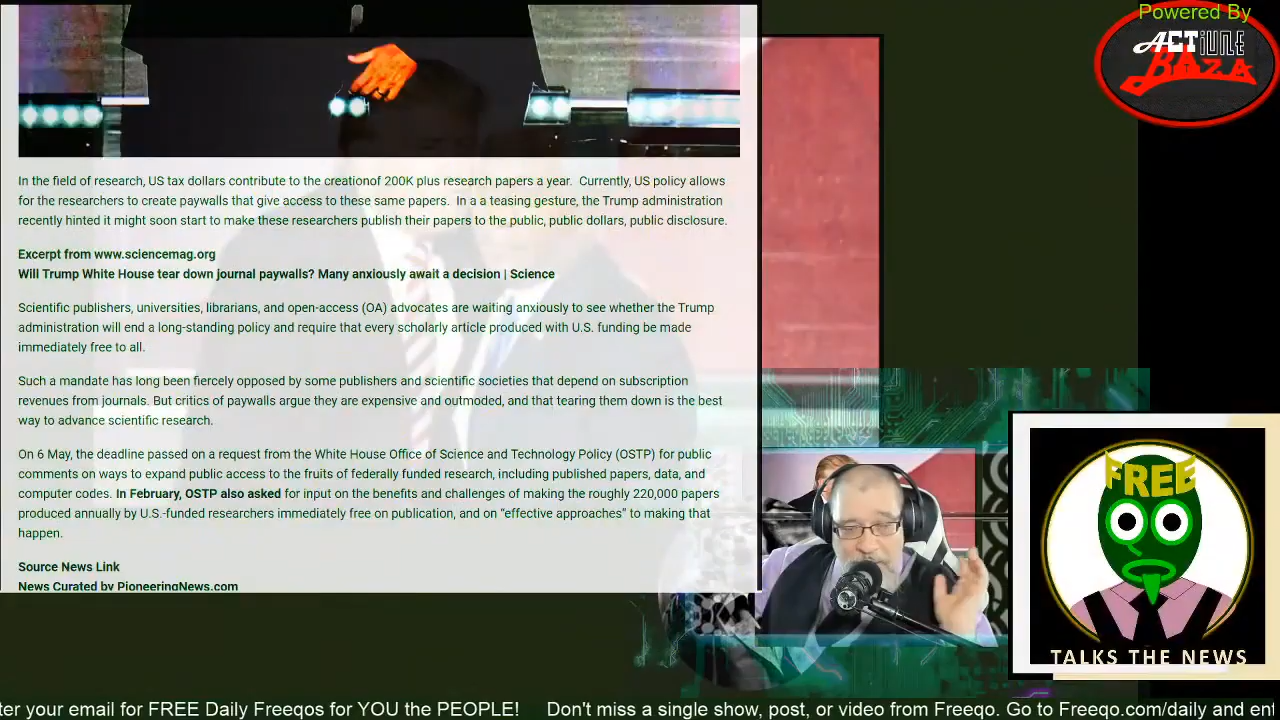 Powered By
ACTiUNE
BAZA
In the field of research, US tax dollars contribute to the creationof 200K plus research papers a year. Currently, US policy allows
for the researchers to create paywalls that give access to these same papers. In a a teasing gesture, the Trump administration
recently hinted it might soon start to make these researchers publish their papers to the public, public dollars, public disclosure.
Excerpt from www.sciencemag.org
Will Trump White House tear down journal paywalls? Many anxiously await a decision | Science
Scientific publishers, universities, librarians, and open-access (OA) advocates are waiting anxiously to see whether the Trump
administration will end a long-standing policy and require that every scholarly article produced with U.S. funding be made
immediately free to all.
Such a mandate has long been fiercely opposed by some publishers and scientific societies that depend on subscription
revenues from journals. But critics of paywalls argue they are expensive and outmoded, and that tearing them down is the best
way to advance scientific research.
On 6 May, the deadline passed on a request from the White House Office of Science and Technology Policy (OSTP) for public
comments on ways to expand public access to the fruits of federally funded research, including published papers, data, and
computer codes. In February, OSTP also asked for input on the benefits and challenges of making the roughly 220,000 papers
produced annually by U.S.-funded researchers immediately free on publication, and on “effective approaches” to making that
happen.
Source News Link
News Curated by PioneeringNews.com
FREE
TALKS THE NEWS
ter your email for FREE Daily Freeqos for YOU the PEOPLE! Don't miss a single show, post, or video from Freeqo. Go to Freeqo.com/daily and ent